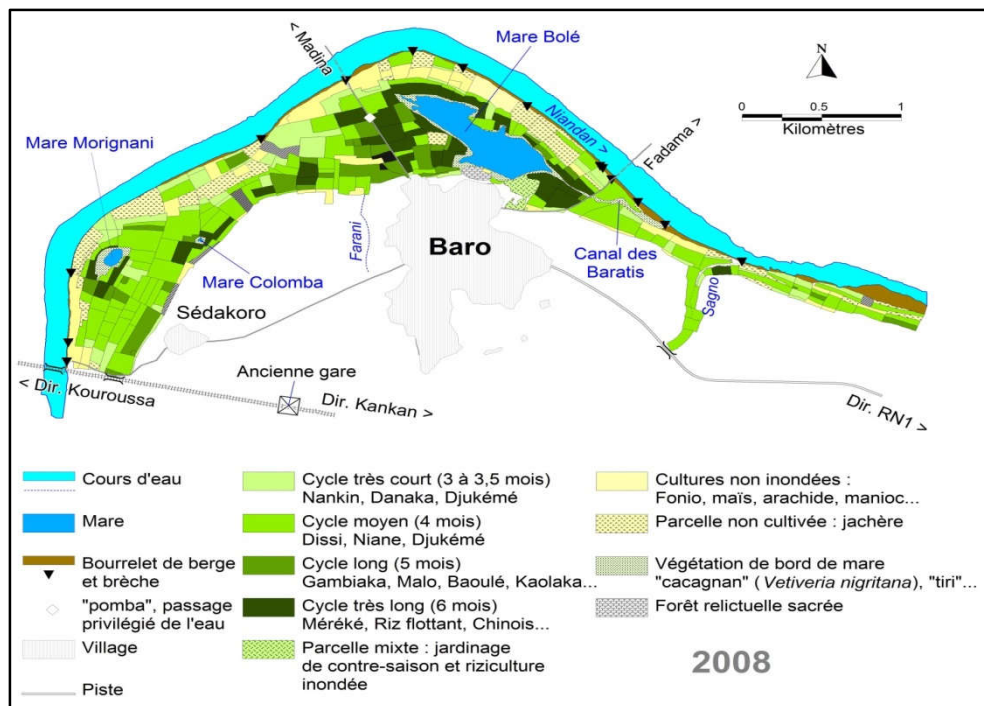 < Madina
Mare Bolé
N
0 0.5 1
Kilomètres
Niandan >
Fadama >
Mare Morignani
Farani
Baro
Canal des
Baratis
Mare Colomba
Sagno
Sédakoro
Ancienne gare
< Dir. Kouroussa
Dir. Kankan >
Dir. RN1 >
Cours d'eau
Mare
Bourrelet de berge
et brèche
"pomba", passage
privilégié de l'eau
Village
Piste
Cycle très court (3 à 3,5 mois)
Nankin, Danaka, Djukémé
Cycle moyen (4 mois)
Dissi, Niane, Djukémé
Cycle long (5 mois)
Gambiaka, Malo, Baoulé, Kaolaka...
Cycle très long (6 mois)
Méréké, Riz flottant, Chinois...
Parcelle mixte : jardinage
de contre-saison et riziculture
inondée
Cultures non inondées :
Fonio, maïs, arachide, manioc...
Parcelle non cultivée : jachère
Végétation de bord de mare
"cacagnan" ( Vetiveria nigritana), "tiri"...
Forêt relictuelle sacrée
2008